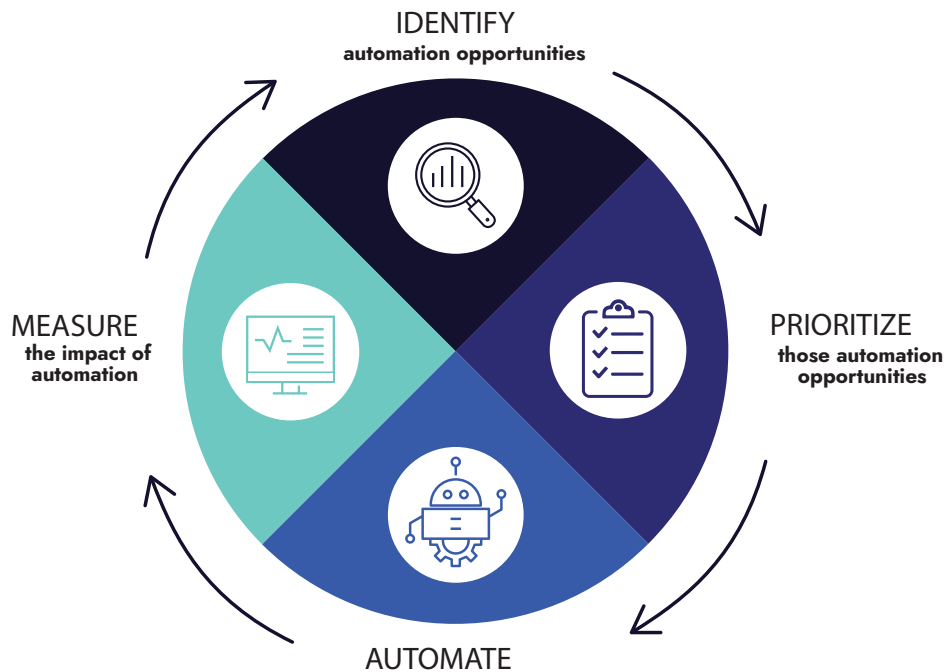 IDENTIFY
automation opportunities
PRIORITIZE
those automation
opportunities
AUTOMATE
MEASURE
the impact of
automation